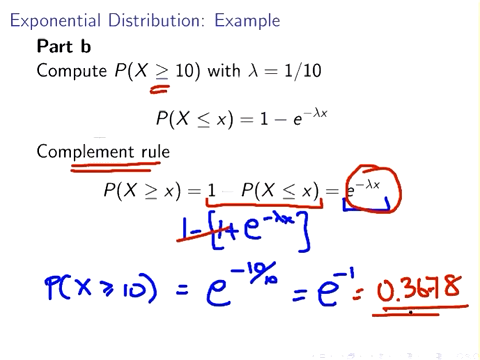 Exponential Distribution: Example
Part b
Compute P(X ≥ 10) with λ = 1/10
P(X ≤ x) = 1 − e^{−λx}
Complement rule
P(X ≥ x) = 1 − P(X ≤ x) = e^{−λx}
1 − [1 + e^{−λx}]
P(X ≥ 10) = e^{−10/10} = e^{−1} = 0.3678